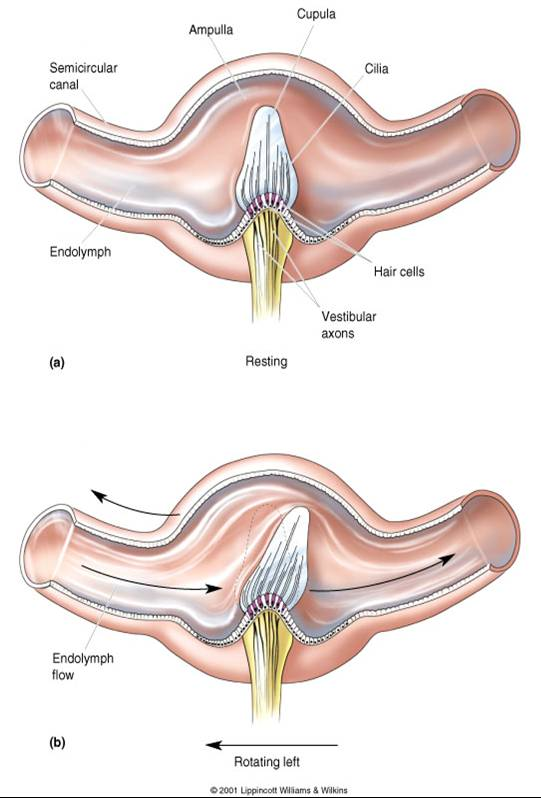 Cupula
Ampulla
Semicircular
canal
Cilia
Endolymph
Hair cells
Vestibular
axons
(a)
Resting
Endolymph
flow
(b)
Rotating left
© 2001 Lippincott Williams & Wilkins